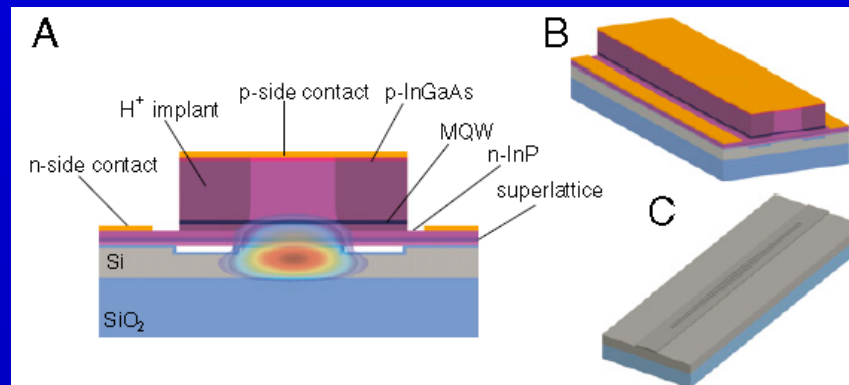 A
B
p-side contact
p-InGaAs
H⁺ implant
MQW
n-InP
n-side contact
superlattice
C
Si
SiO₂